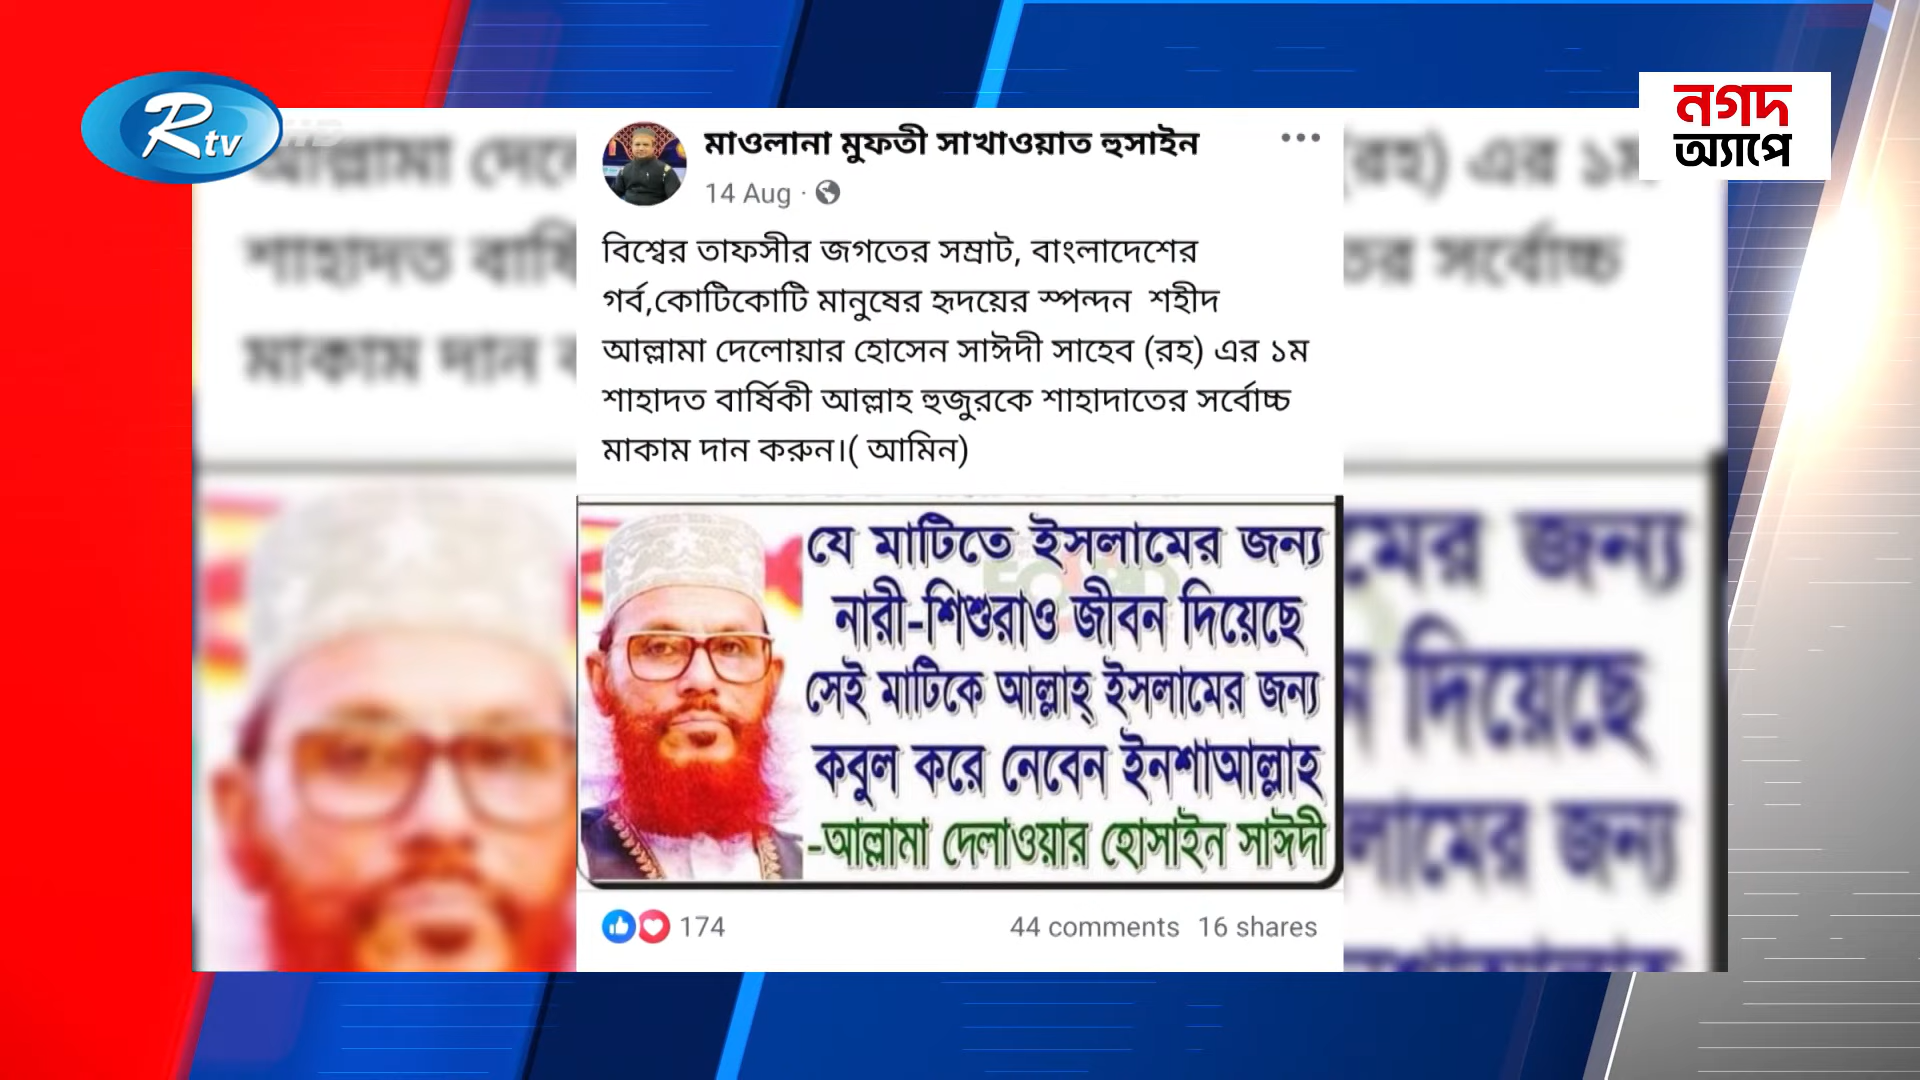 Rtv
নগদ
অ্যাপে
মাওলানা মুফতী সাখাওয়াত হুসাইন
14 Aug ·
বিশ্বের তাফসীর জগতের সম্রাট, বাংলাদেশের
গর্ব,কোটিকোটি মানুষের হৃদয়ের স্পন্দন শহীদ
আল্লামা দেলোয়ার হোসেন সাঈদী সাহেব (রহ) এর ১ম
শাহাদত বার্ষিকী আল্লাহ হুজুরকে শাহাদাতের সর্বোচ্চ
মাকাম দান করুন।( আমিন)
যে মাটিতে ইসলামের জন্য
নারী-শিশুরাও জীবন দিয়েছে
সেই মাটিকে আল্লাহ্ ইসলামের জন্য
কবুল করে নেবেন ইনশাআল্লাহ
-আল্লামা দেলাওয়ার হোসাইন সাঈদী
174
44 comments 16 shares